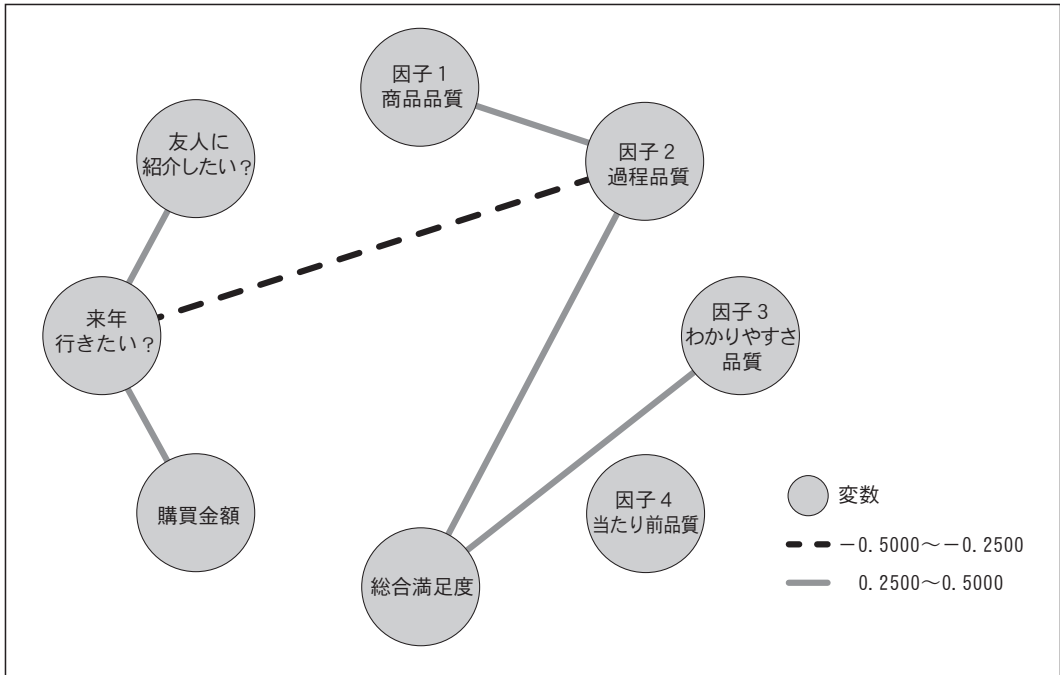 因子1
商品品質
因子2
過程品質
友人に
紹介したい？
来年
行きたい？
因子3
わかりやすさ
品質
購買金額
因子4
当たり前品質
総合満足度
変数
－0.5000～－0.2500
0.2500～0.5000